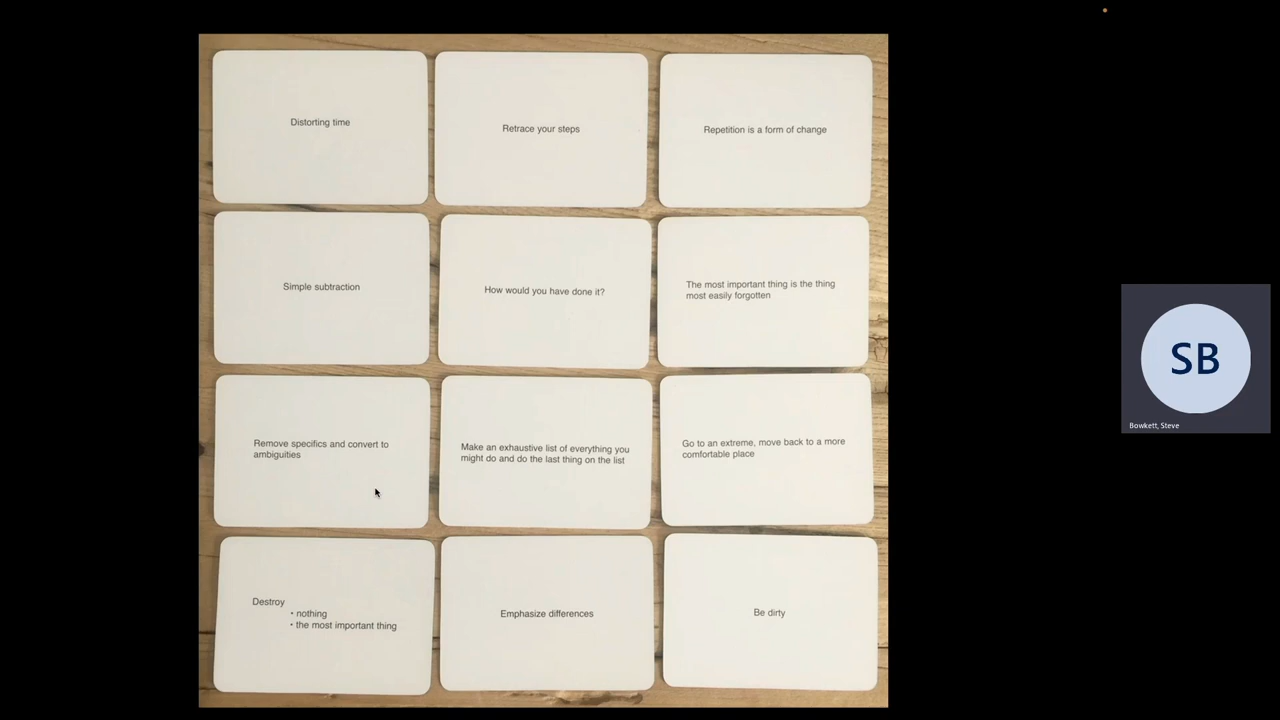 Distorting time
Retrace your steps
Repetition is a form of change
Simple subtraction
How would you have done it?
The most important thing is the thing
most easily forgotten
Remove specifics and convert to
ambiguities
Make an exhaustive list of everything you
might do and do the last thing on the list
Go to an extreme, move back to a more
comfortable place
Destroy
• nothing
• the most important thing
Emphasize differences
Be dirty
SB
Bowkett, Steve